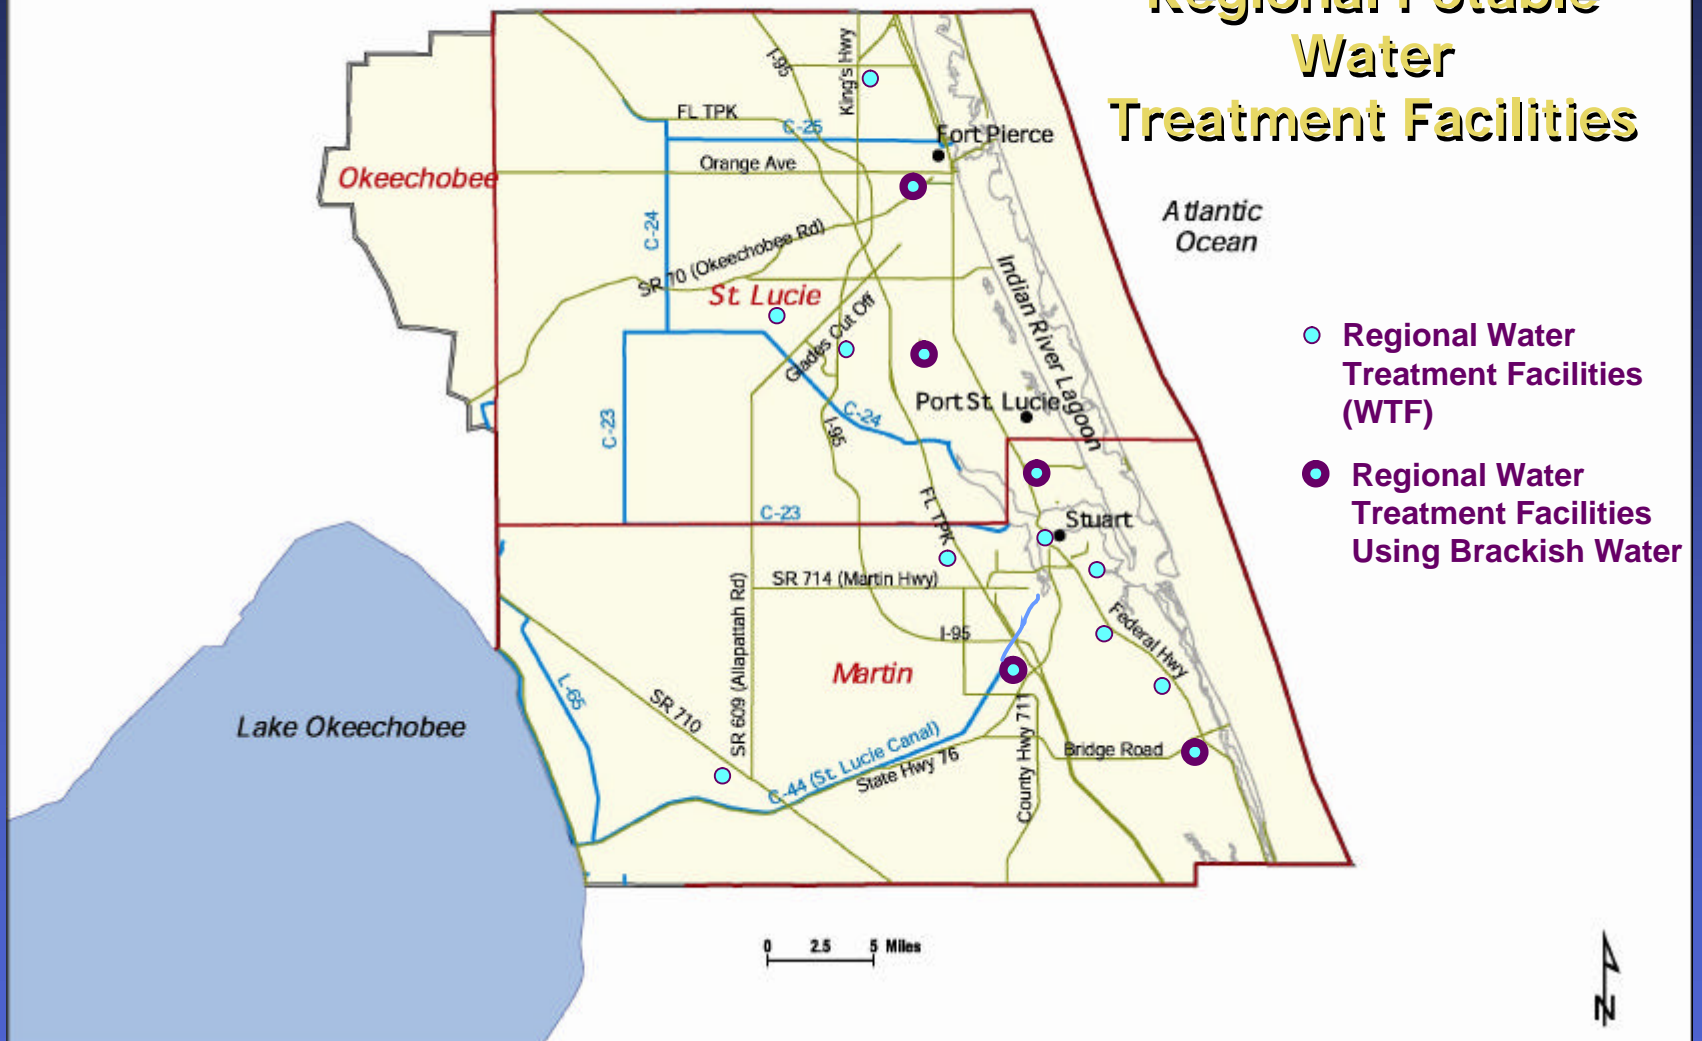 Regional Potable
Water
Treatment Facilities
I-95
King's Hwy
FL TPK
C-25
Fort Pierce
Orange Ave
Okeechobee
Atlantic
Ocean
C-24
SR 70 (Okeechobee Rd)
St. Lucie
Indian River Lagoon
Glades Cut Off
Regional Water
Treatment Facilities
(WTF)
Port St. Lucie
C-24
C-23
I-95
Regional Water
Treatment Facilities
Using Brackish Water
FL TPK
C-23
Stuart
SR 714 (Martin Hwy)
SR 609 (Allapattah Rd)
I-95
Federal Hwy
Martin
L-65
SR 710
Lake Okeechobee
C-44 (St. Lucie Canal)
State Hwy 76
County Hwy 711
Bridge Road
0 2.5 5 Miles
N